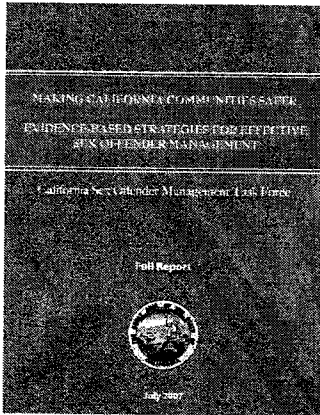 MAKING CALIFORNIA COMMUNITIES SAFER
EVIDENCE-BASED STRATEGIES FOR EFFECTIVE
SEX OFFENDER MANAGEMENT
California Sex Offender Management Task Force
Full Report
July 2007